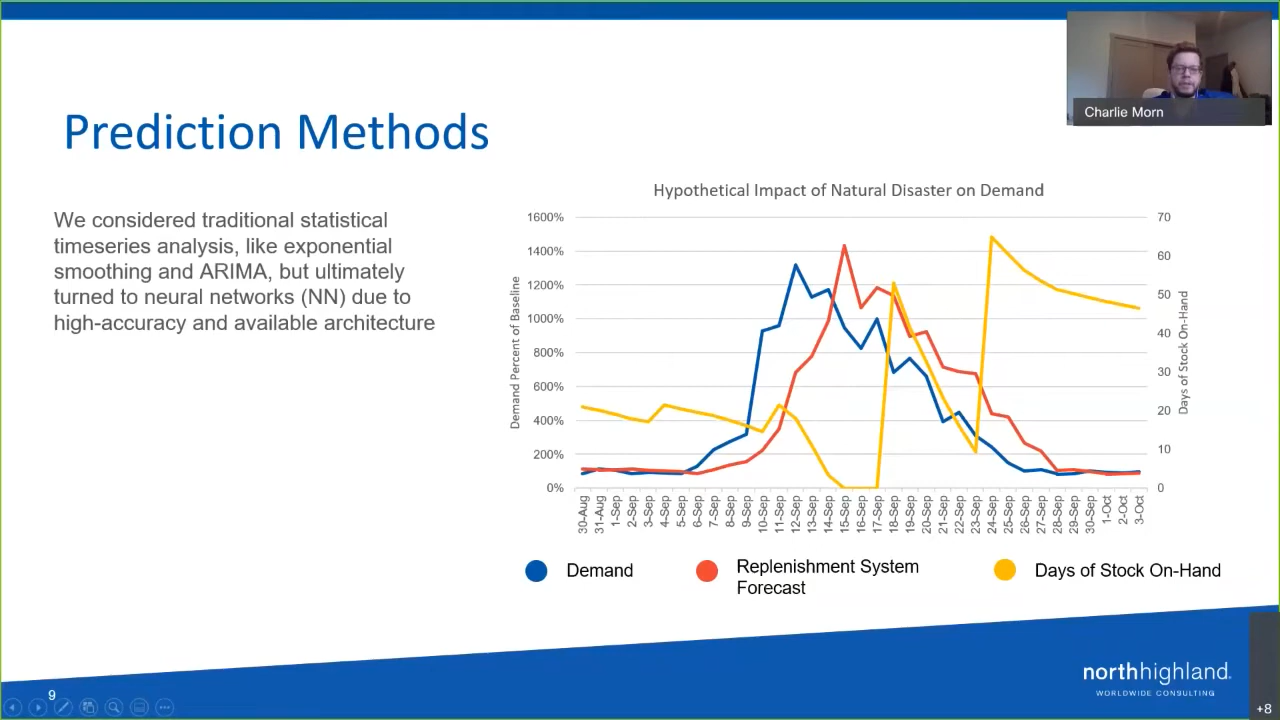 Charlie Morn
Prediction Methods
We considered traditional statistical
timeseries analysis, like exponential
smoothing and ARIMA, but ultimately
turned to neural networks (NN) due to
high-accuracy and available architecture
Hypothetical Impact of Natural Disaster on Demand
Demand Percent of Baseline
1600%
1400%
1200%
1000%
800%
600%
400%
200%
0%
70
60
50
40
30
20
10
0
Days of Stock On-Hand
30-Aug
31-Aug
1-Sep
2-Sep
3-Sep
4-Sep
5-Sep
6-Sep
7-Sep
8-Sep
9-Sep
10-Sep
11-Sep
12-Sep
13-Sep
14-Sep
15-Sep
16-Sep
17-Sep
18-Sep
19-Sep
20-Sep
21-Sep
22-Sep
23-Sep
24-Sep
25-Sep
26-Sep
27-Sep
28-Sep
29-Sep
30-Sep
1-Oct
2-Oct
3-Oct
Demand
Replenishment System
Forecast
Days of Stock On-Hand
9
northhighland.
WORLDWIDE CONSULTING
+8